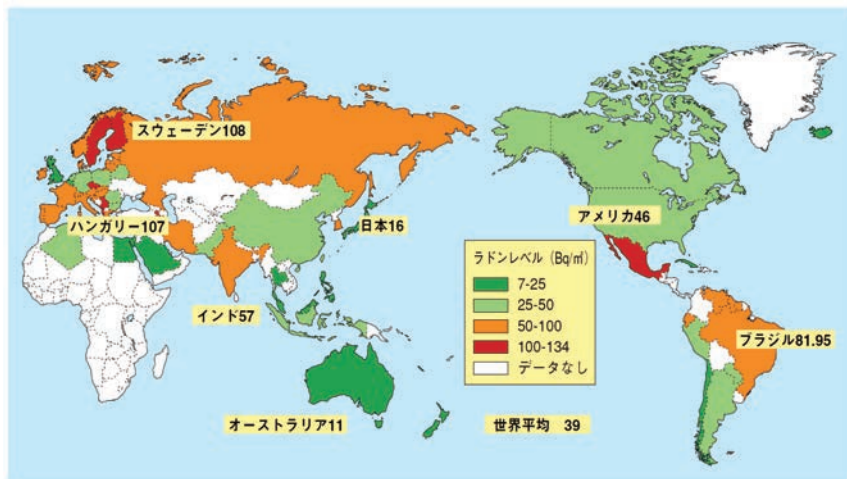 スウェーデン108
ハンガリー107
日本16
アメリカ46
インド57
ブラジル81.95
オーストラリア11
世界平均 39
ラドンレベル（Bq/㎥）
7-25
25-50
50-100
100-134
データなし